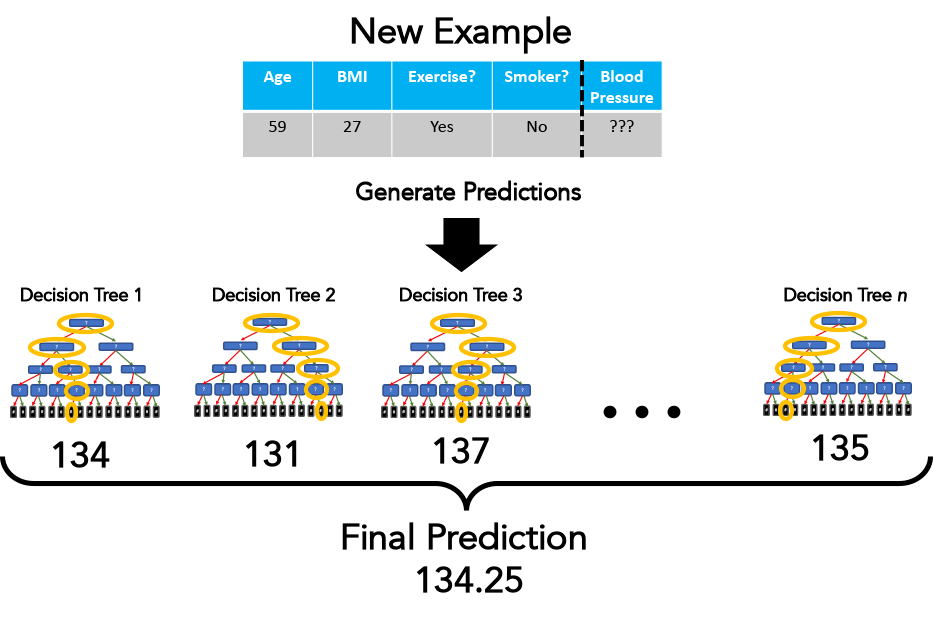 New Example
Age BMI Exercise? Smoker? Blood Pressure
59 27 Yes No ???
Generate Predictions
Decision Tree 1 Decision Tree 2 Decision Tree 3 Decision Tree n
134 131 137 135
Final Prediction
134.25